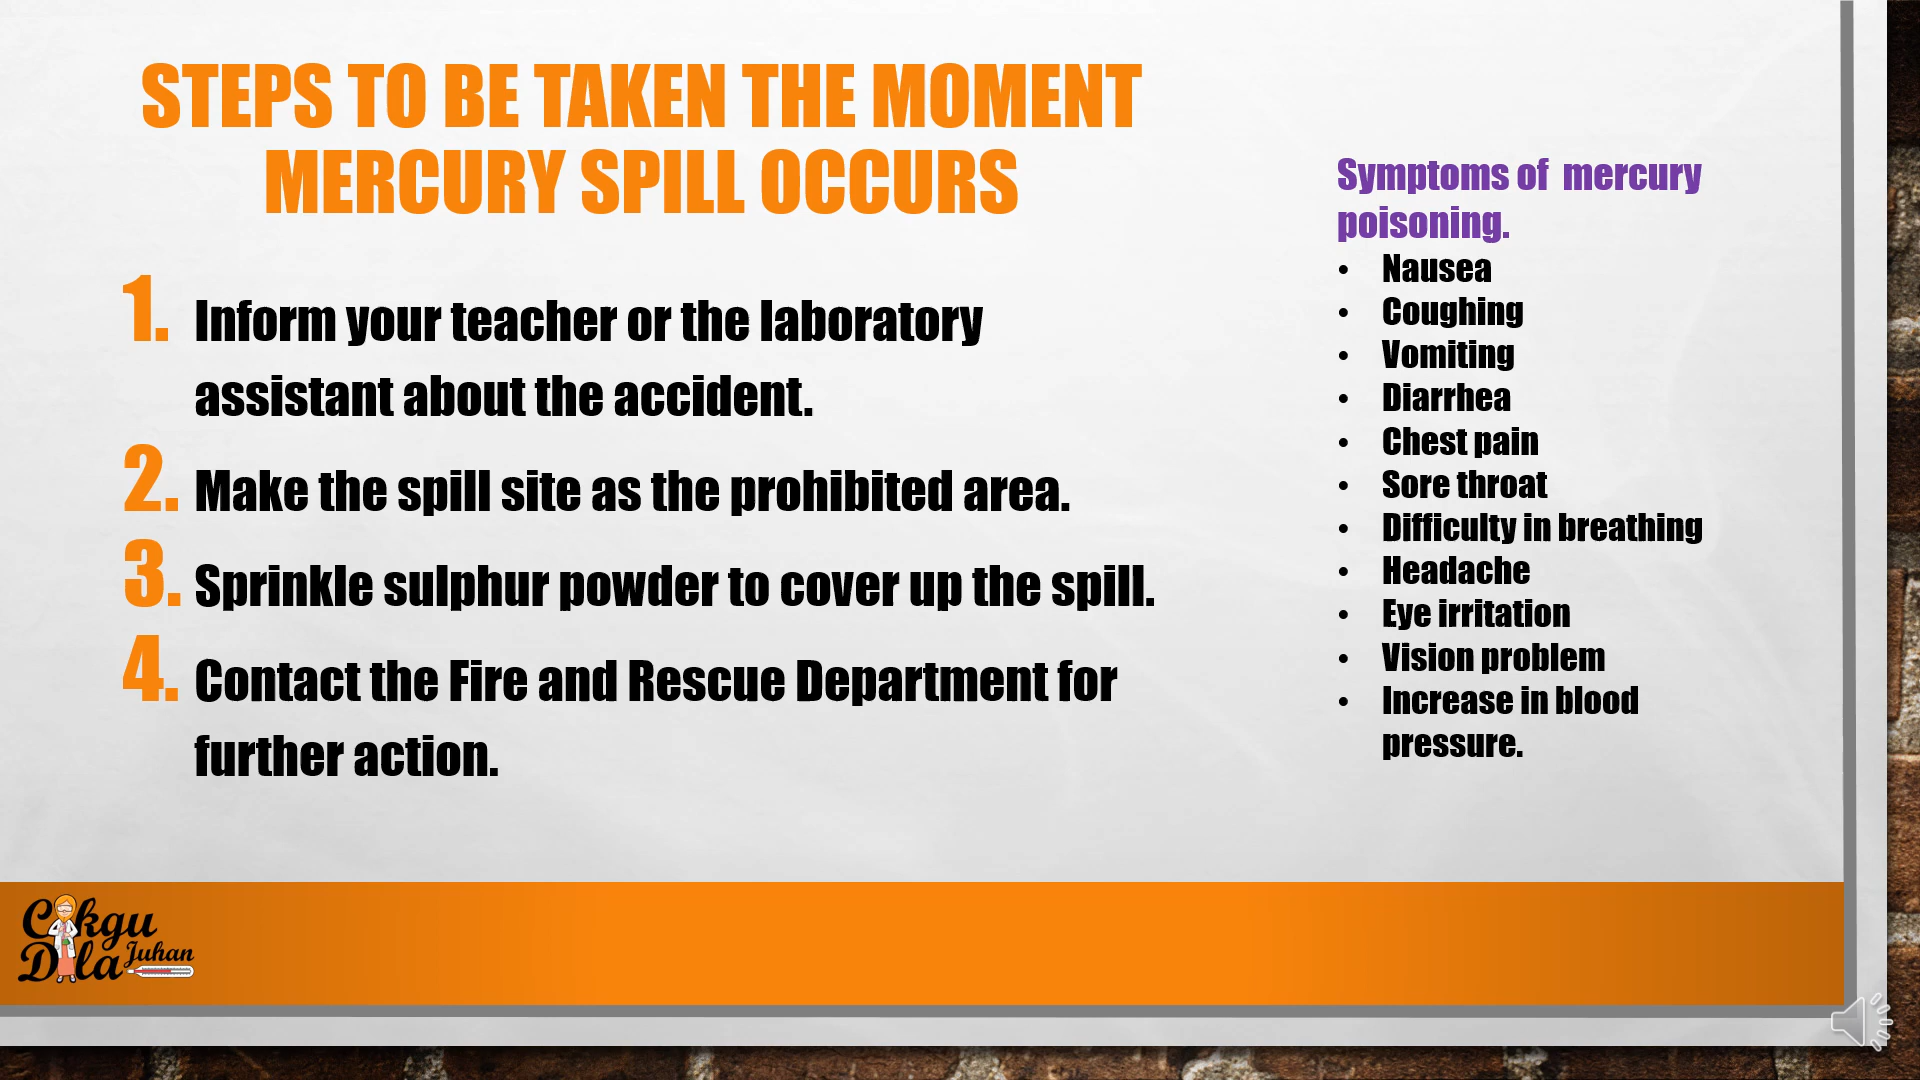 STEPS TO BE TAKEN THE MOMENT
MERCURY SPILL OCCURS
1. Inform your teacher or the laboratory
assistant about the accident.
2. Make the spill site as the prohibited area.
3. Sprinkle sulphur powder to cover up the spill.
4. Contact the Fire and Rescue Department for
further action.
Symptoms of mercury
poisoning.
• Nausea
• Coughing
• Vomiting
• Diarrhea
• Chest pain
• Sore throat
• Difficulty in breathing
• Headache
• Eye irritation
• Vision problem
• Increase in blood
pressure.
Cikgu
Dila Juhan